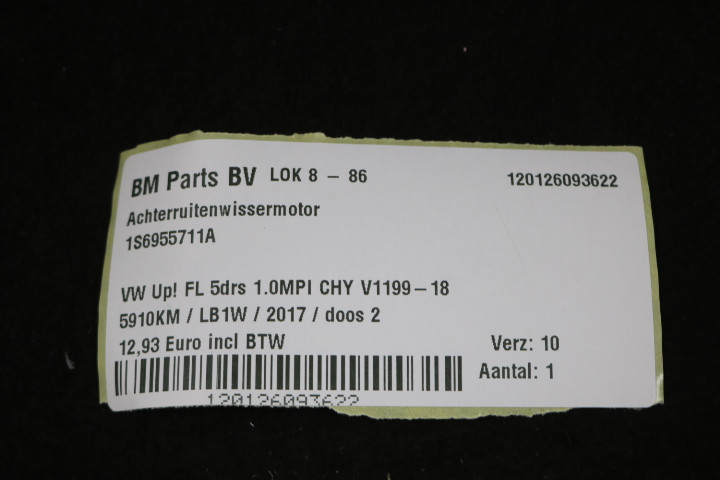 BM Parts BV LOK 8 - 86 120126093622
Achterruitenwissermotor
1S6955711A
VW Up! FL 5drs 1.0MPI CHY V1199-18
5910KM / LB1W / 2017 / doos 2
12,93 Euro incl BTW Verz: 10
Aantal: 1
120126093622